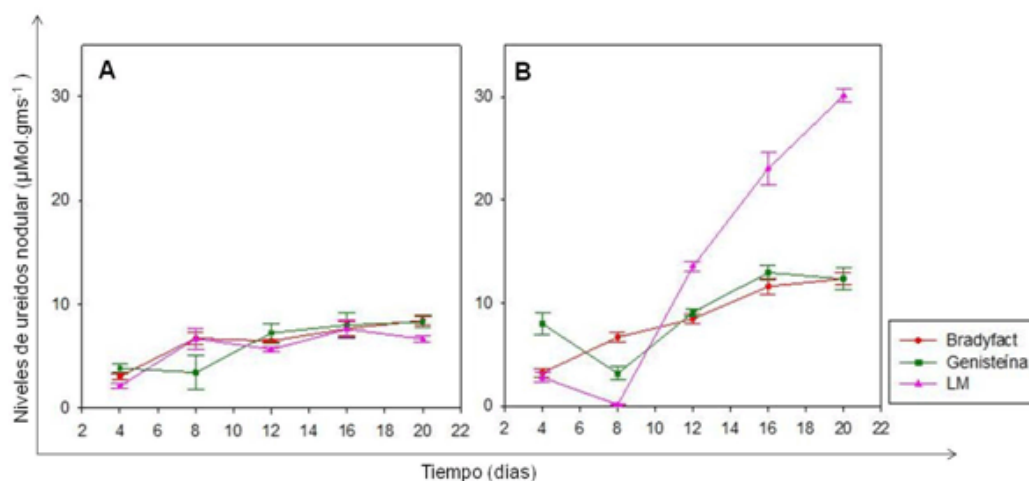 Niveles de ureidos nodular (µMol.gms⁻¹)
A
B
30
20
10
0
2 4 6 8 10 12 14 16 18 20 22
30
20
10
0
2 4 6 8 10 12 14 16 18 20 22
Bradyfact
Genisteína
LM
Tiempo (dias)